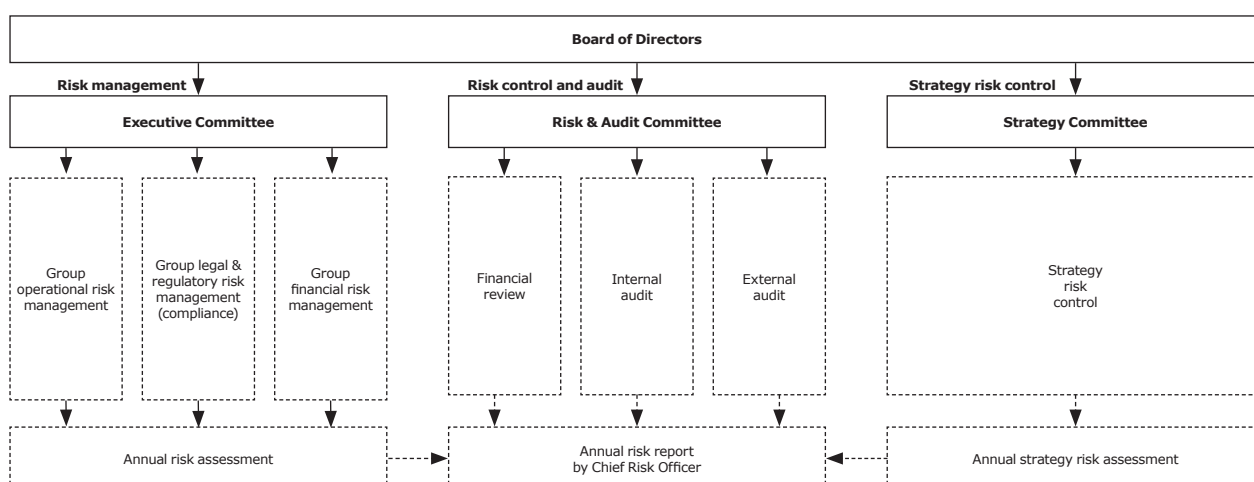 Board of Directors
Risk management
Risk control and audit
Strategy risk control
Executive Committee
Risk & Audit Committee
Strategy Committee
Group
operational risk
management
Group legal &
regulatory risk
management
(compliance)
Group
financial risk
management
Financial
review
Internal
audit
External
audit
Strategy
risk
control
Annual risk assessment
Annual risk report
by Chief Risk Officer
Annual strategy risk assessment